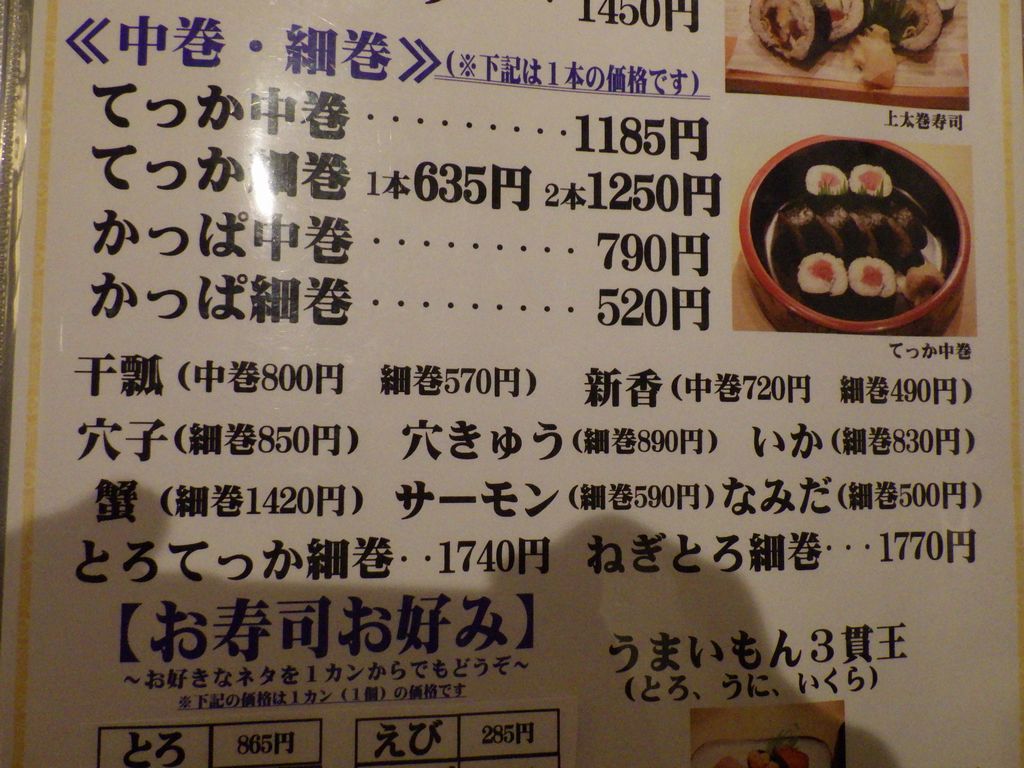 1450円
≪中巻・細巻≫(※下記は1本の価格です)
上太巻寿司
てっか中巻・・・・・・・・・1185円
てっか細巻 1本635円 2本1250円
かっぱ中巻・・・・・・・・・790円
かっぱ細巻・・・・・・・・・520円
てっか中巻
干瓢(中巻800円 細巻570円) 新香(中巻720円 細巻490円)
穴子(細巻850円) 穴きゅう(細巻890円) いか(細巻830円)
蟹(細巻1420円) サーモン(細巻590円) なみだ(細巻500円)
とろてっか細巻・・1740円 ねぎとろ細巻・・・1770円
【お寿司お好み】
~お好きなネタを1カンからでもどうぞ~
※下記の価格は1カン(1個)の価格です
うまいもん3貫王
(とろ、うに、いくら)
とろ 865円 えび 285円